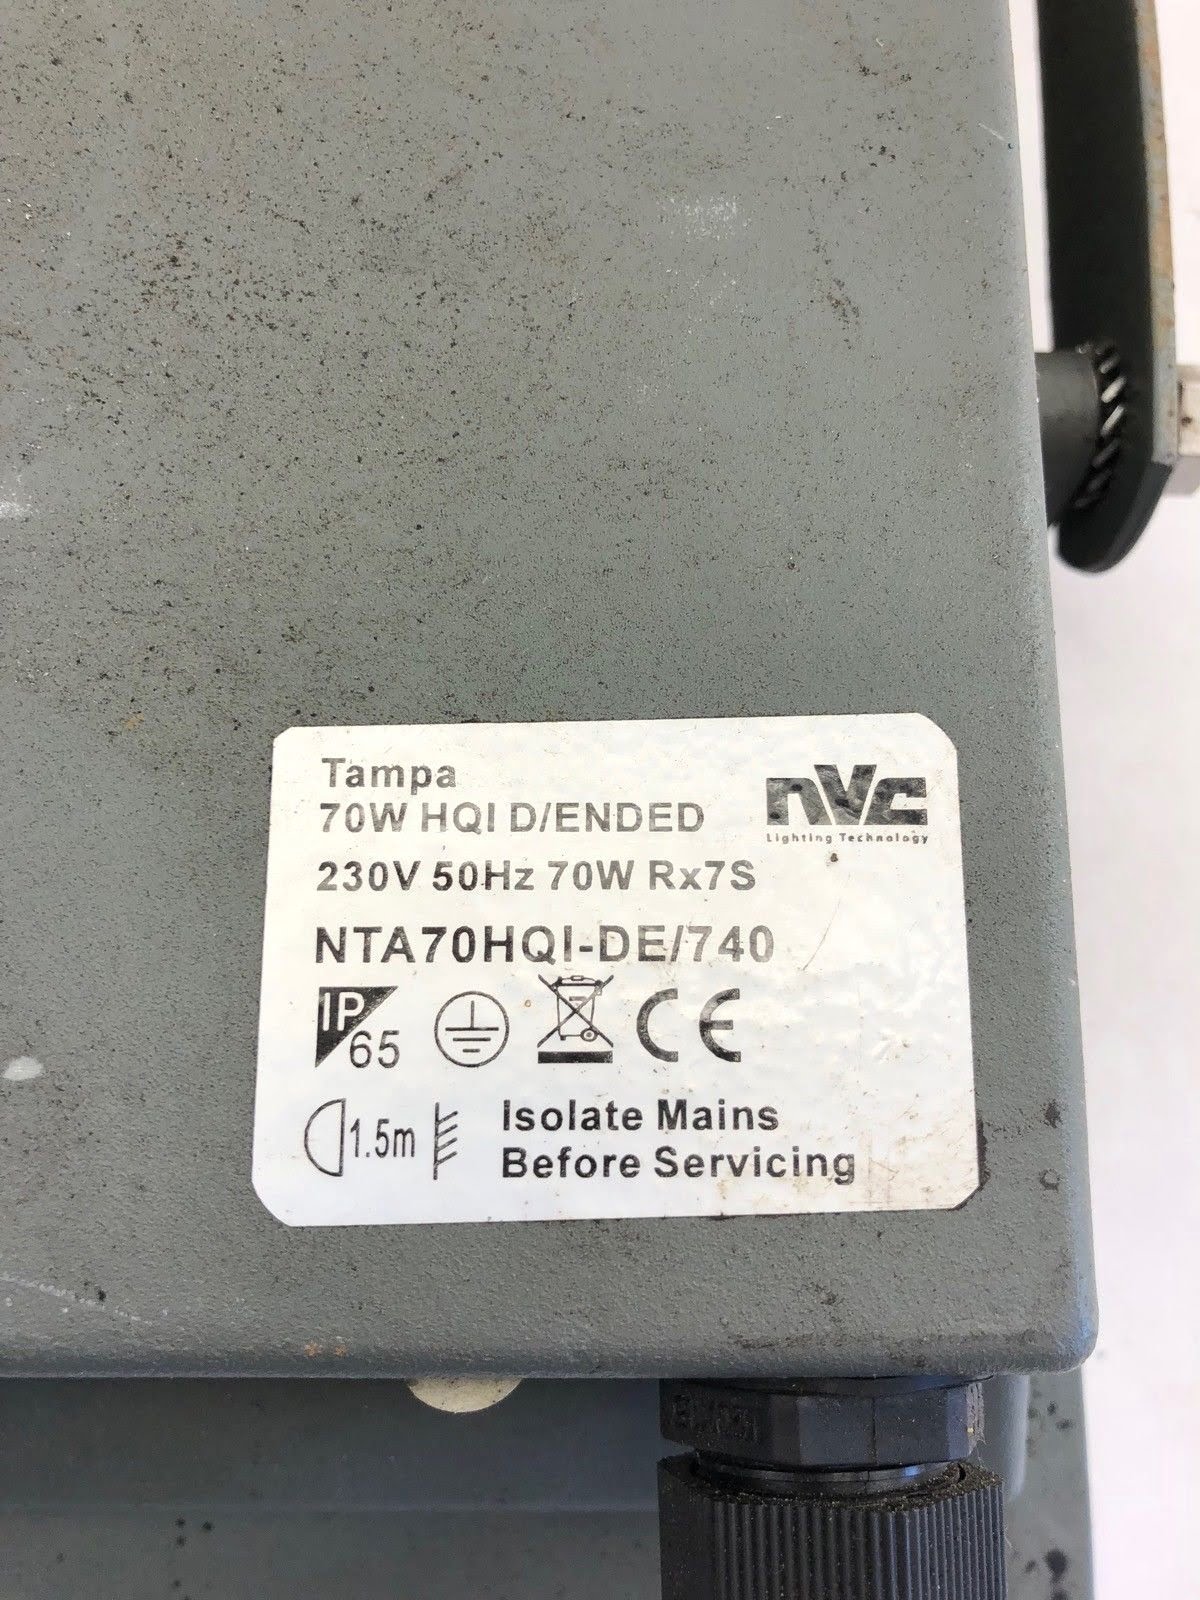 Tampa
70W HQI D/ENDED
nvc
Lighting Technology
230V 50Hz 70W Rx7S
NTA70HQI-DE/740
IP
65
CE
1.5m
Isolate Mains
Before Servicing